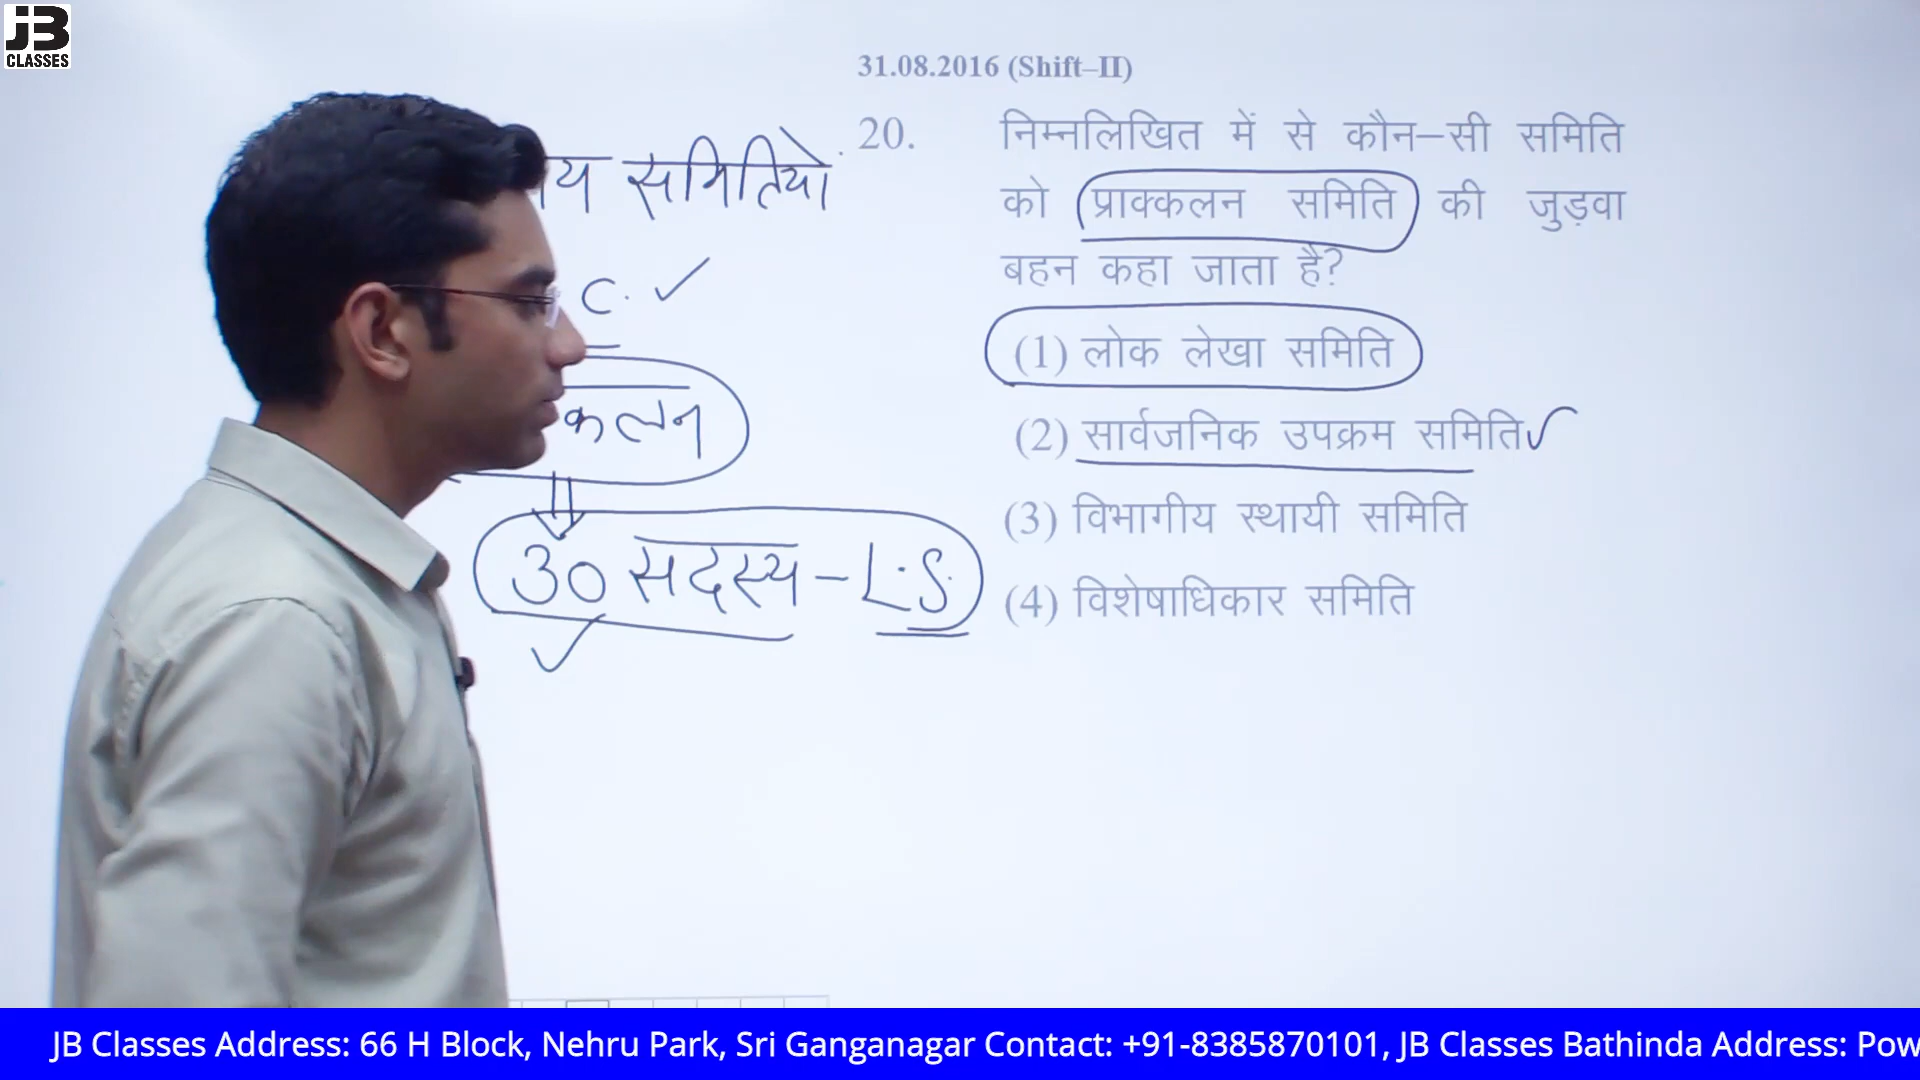 JB
CLASSES
31.08.2016 (Shift–II)
20. निम्नलिखित में से कौन–सी समिति
को प्राक्कलन समिति की जुड़वा
बहन कहा जाता है?
(1) लोक लेखा समिति
(2) सार्वजनिक उपक्रम समिति
(3) विभागीय स्थायी समिति
(4) विशेषाधिकार समिति
समितियो
C.
कलन
30 सदस्य – L.S.
JB Classes Address: 66 H Block, Nehru Park, Sri Ganganagar Contact: +91-8385870101, JB Classes Bathinda Address: Pow